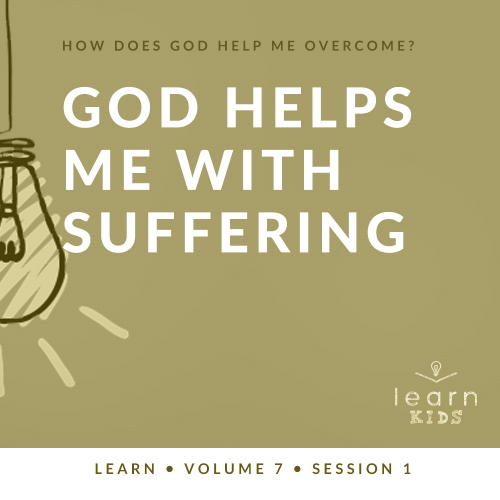 HOW DOES GOD HELP ME OVERCOME?
GOD HELPS
ME WITH
SUFFERING
learn
KIDS
LEARN • VOLUME 7 • SESSION 1